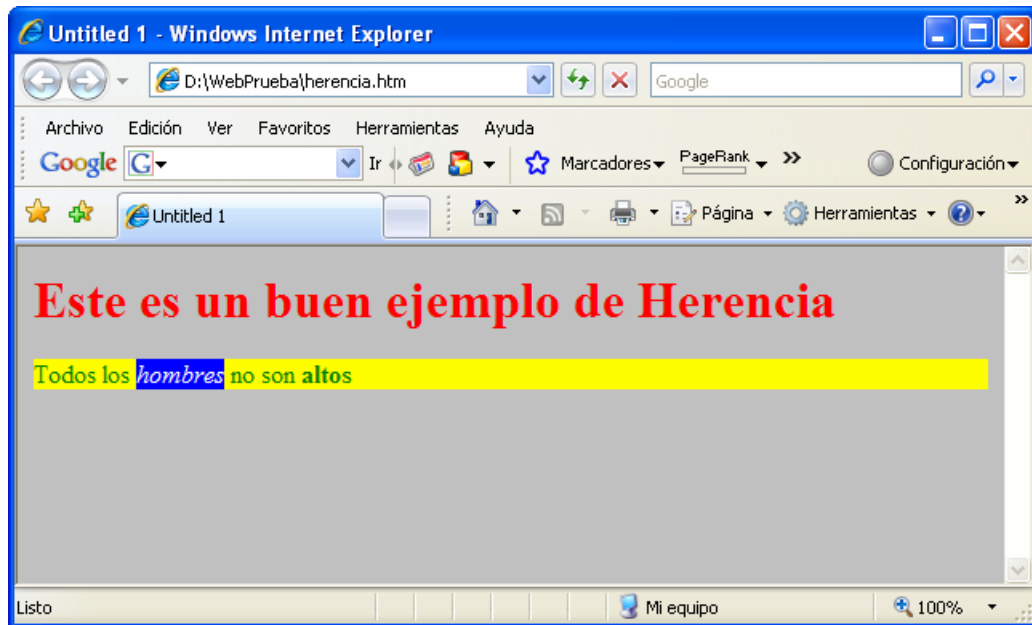 Untitled 1 - Windows Internet Explorer
D:\WebPrueba\herencia.htm Google
Archivo Edición Ver Favoritos Herramientas Ayuda
Google G Ir Marcadores PageRank » Configuración
Untitled 1 Página Herramientas ? »
Este es un buen ejemplo de Herencia
Todos los hombres no son altos
Listo Mi equipo 100%